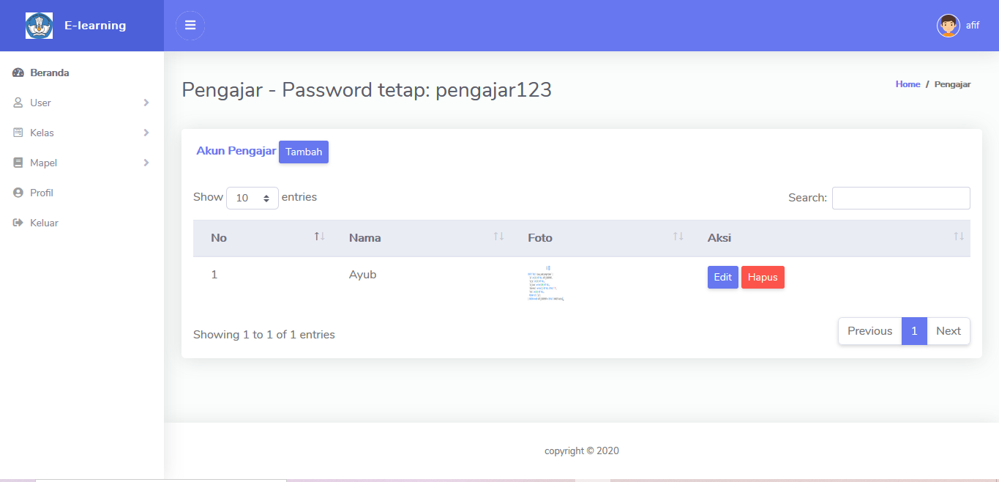 E-learning
afif
Beranda
User
Kelas
Mapel
Profil
Keluar
Pengajar - Password tetap: pengajar123
Home / Pengajar
Akun Pengajar Tambah
Show 10 entries
Search:
No Nama Foto Aksi
1 Ayub Edit Hapus
Showing 1 to 1 of 1 entries
Previous 1 Next
copyright © 2020